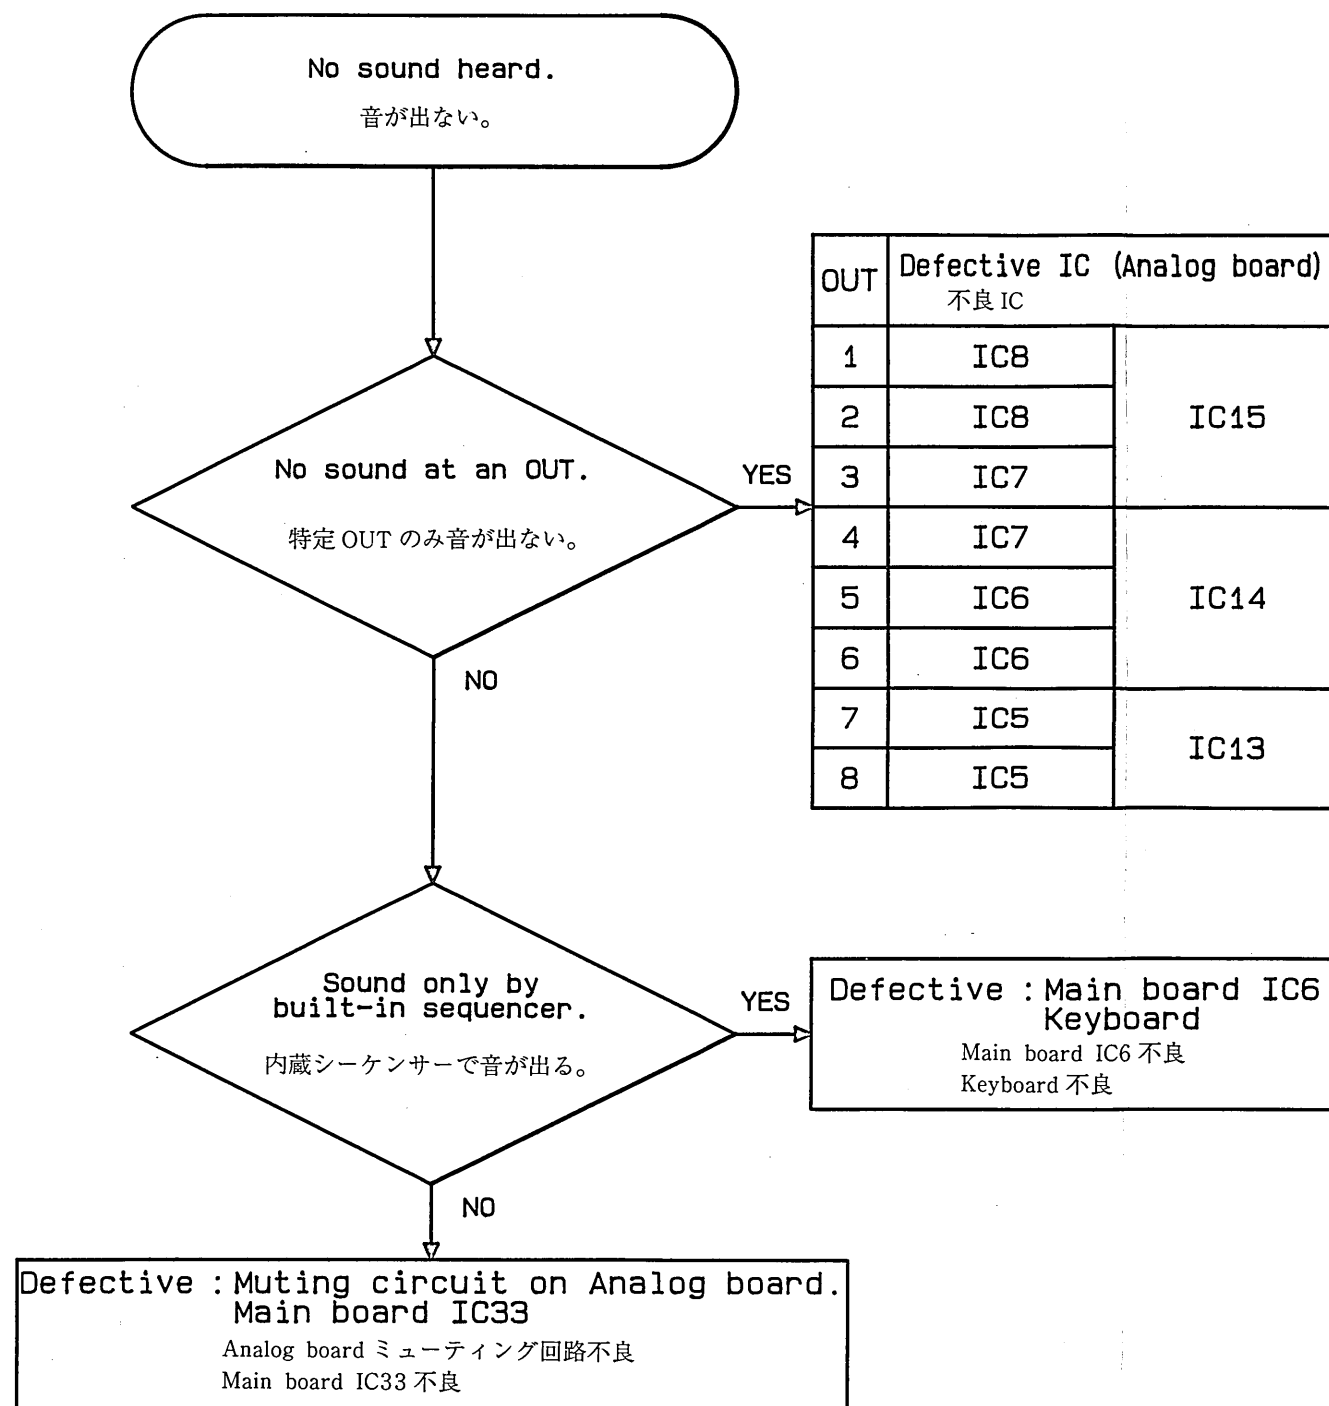 No sound heard.
音が出ない。
No sound at an OUT.
特定 OUT のみ音が出ない。
YES
NO
OUT Defective IC (Analog board)
不良 IC
1 IC8
2 IC8 IC15
3 IC7
4 IC7
5 IC6 IC14
6 IC6
7 IC5
IC13
8 IC5
Sound only by
built-in sequencer.
内蔵シーケンサーで音が出る。
YES
NO
Defective : Main board IC6
Keyboard
Main board IC6 不良
Keyboard 不良
Defective : Muting circuit on Analog board.
Main board IC33
Analog board ミューティング回路不良
Main board IC33 不良